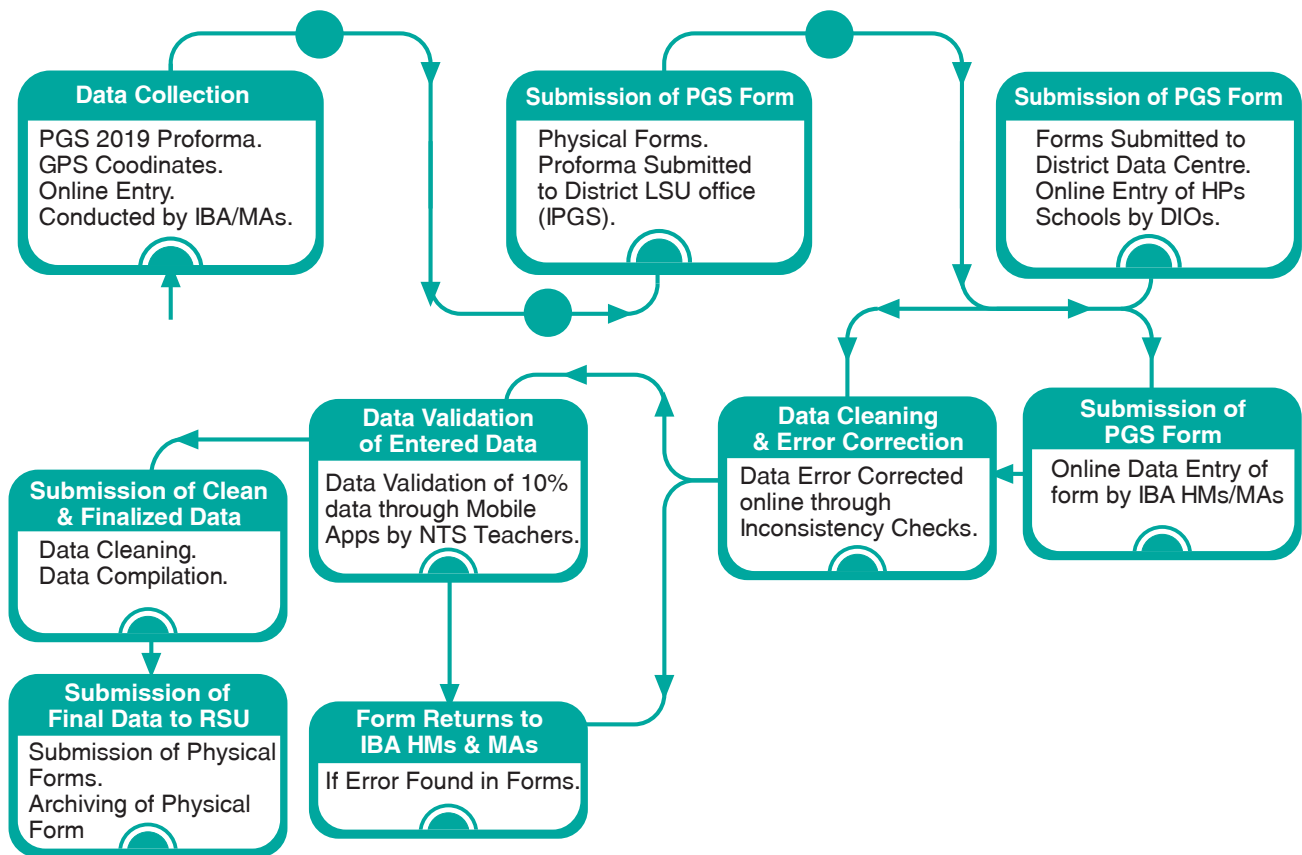 Data Collection
PGS 2019 Proforma.
GPS Coodinates.
Online Entry.
Conducted by IBA/MAs.
Submission of PGS Form
Physical Forms.
Proforma Submitted
to District LSU office
(IPGS).
Submission of PGS Form
Forms Submitted to
District Data Centre.
Online Entry of HPs
Schools by DIOs.
Submission of
PGS Form
Online Data Entry of
form by IBA HMs/MAs
Data Cleaning
& Error Correction
Data Error Corrected
online through
Inconsistency Checks.
Data Validation
of Entered Data
Data Validation of 10%
data through Mobile
Apps by NTS Teachers.
Form Returns to
IBA HMs & MAs
If Error Found in Forms.
Submission of Clean
& Finalized Data
Data Cleaning.
Data Compilation.
Submission of
Final Data to RSU
Submission of Physical
Forms.
Archiving of Physical
Form